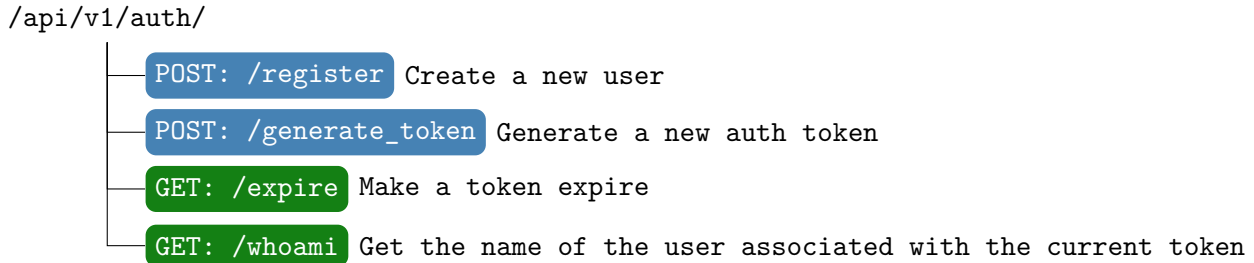 /api/v1/auth/
POST: /register Create a new user
POST: /generate_token Generate a new auth token
GET: /expire Make a token expire
GET: /whoami Get the name of the user associated with the current token